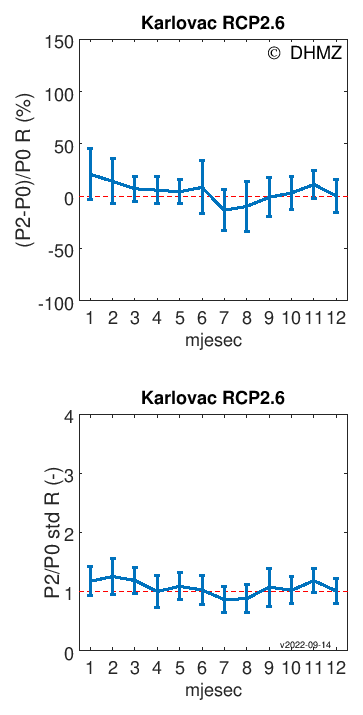 Karlovac RCP2.6
© DHMZ
(P2-P0)/P0 R (%)
150
100
50
0
-50
-100
1 2 3 4 5 6 7 8 9 10 11 12
mjesec
Karlovac RCP2.6
P2/P0 std R (-)
4
3
2
1
0
v2022-09-14
1 2 3 4 5 6 7 8 9 10 11 12
mjesec